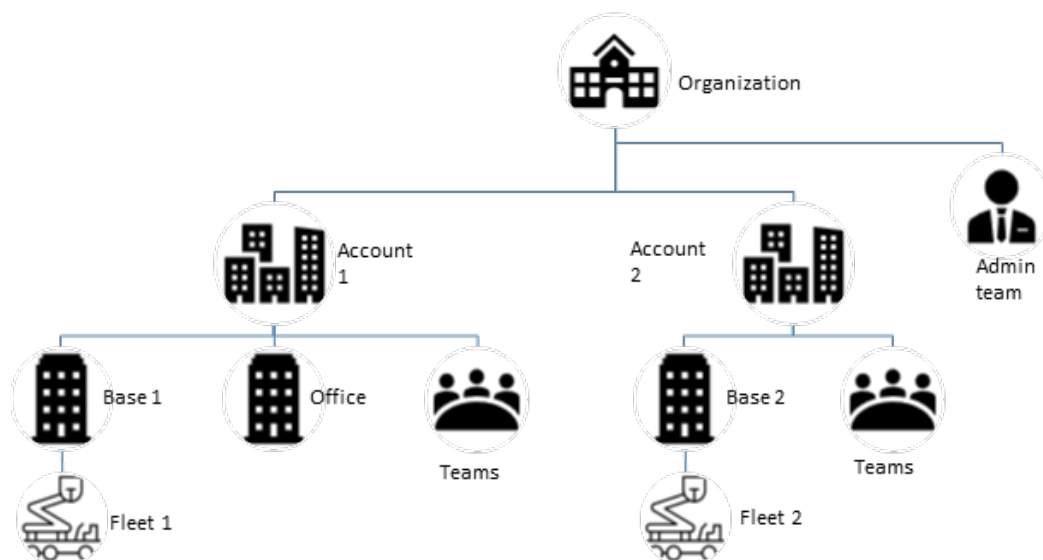 Organization
Account
1
Account
2
Admin
team
Base 1
Office
Teams
Base 2
Teams
Fleet 1
Fleet 2